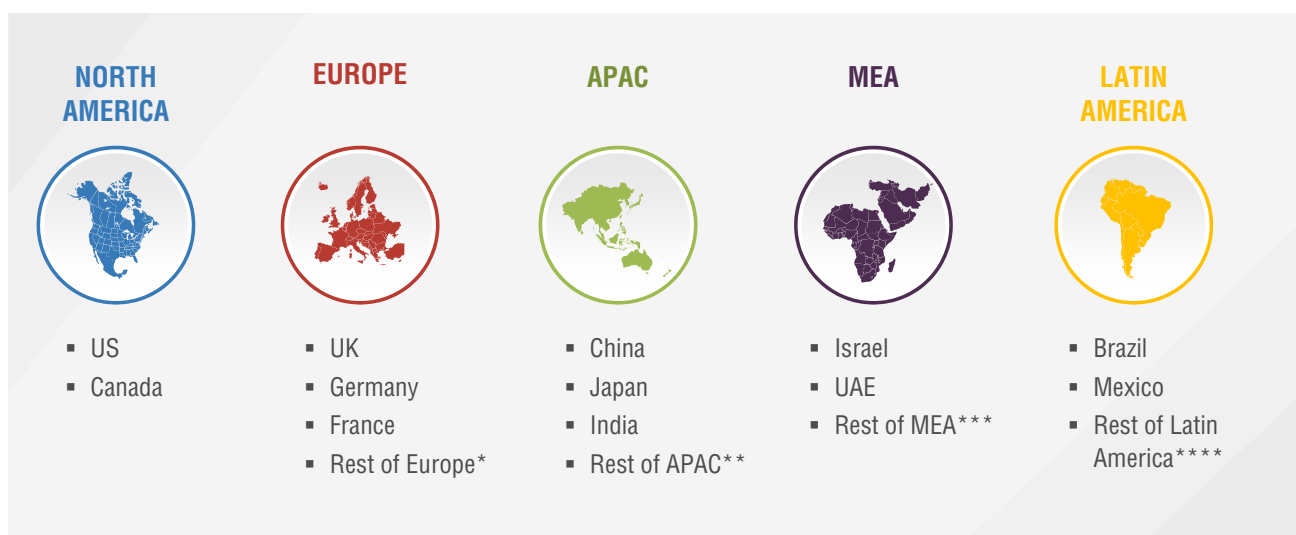 NORTH
AMERICA
▪ US
▪ Canada
EUROPE
▪ UK
▪ Germany
▪ France
▪ Rest of Europe*
APAC
▪ China
▪ Japan
▪ India
▪ Rest of APAC**
MEA
▪ Israel
▪ UAE
▪ Rest of MEA***
LATIN
AMERICA
▪ Brazil
▪ Mexico
▪ Rest of Latin
America****